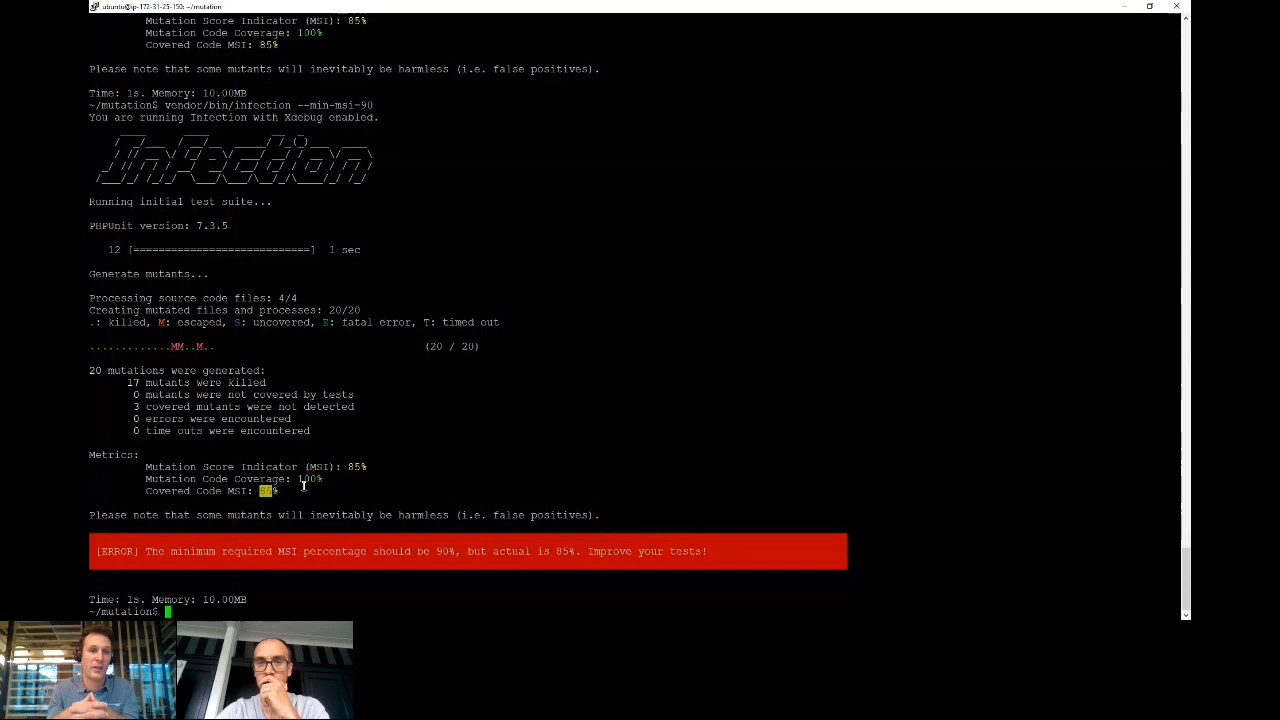 ubuntu@ip-172-31-25-150: ~/mutation
Mutation Score Indicator (MSI): 85%
Mutation Code Coverage: 100%
Covered Code MSI: 85%
Please note that some mutants will inevitably be harmless (i.e. false positives).
Time: 1s. Memory: 10.00MB
~/mutation$ vendor/bin/infection --min-msi=90
You are running Infection with Xdebug enabled.
Infection
Running initial test suite...
PHPUnit version: 7.3.5
12 [============================] 1 sec
Generate mutants...
Processing source code files: 4/4
Creating mutated files and processes: 20/20
.: killed, M: escaped, S: uncovered, E: fatal error, T: timed out
.............MM..M.. (20 / 20)
20 mutations were generated:
17 mutants were killed
0 mutants were not covered by tests
3 covered mutants were not detected
0 errors were encountered
0 time outs were encountered
Metrics:
Mutation Score Indicator (MSI): 85%
Mutation Code Coverage: 100%
Covered Code MSI: 85%
Please note that some mutants will inevitably be harmless (i.e. false positives).
[ERROR] The minimum required MSI percentage should be 90%, but actual is 85%. Improve your tests!
Time: 1s. Memory: 10.00MB
~/mutation$